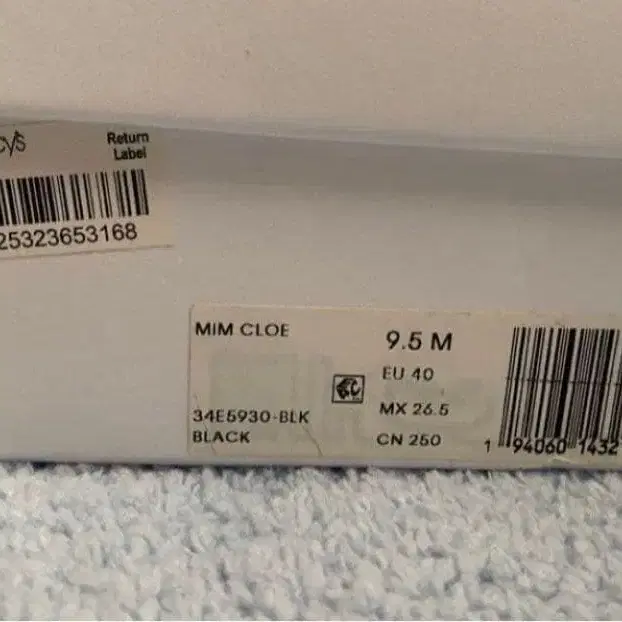 Return
Label
25323653168
MIM CLOE
9.5 M
EU 40
34E5930-BLK
MX 26.5
BLACK
CN 250
1 94060 1432